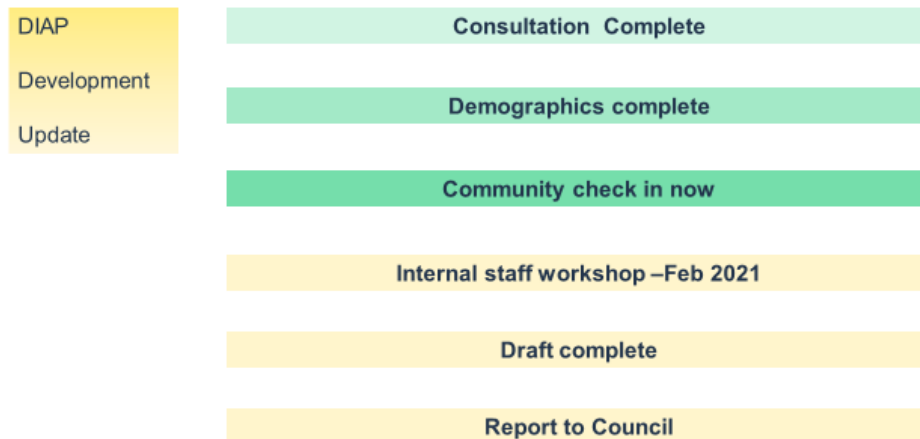 DIAP
Development
Update
Consultation  Complete
Demographics complete
Community check in now
Internal staff workshop –Feb 2021
Draft complete
Report to Council